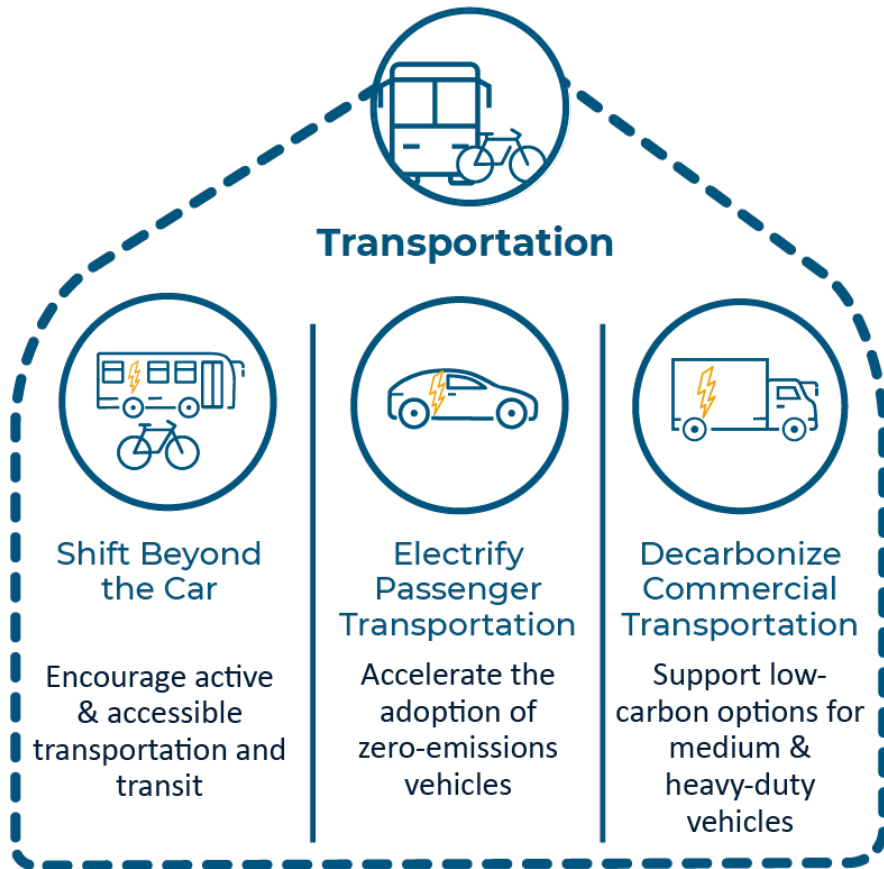 Transportation
Shift Beyond
the Car
Encourage active
& accessible
transportation and
transit
Electrify
Passenger
Transportation
Accelerate the
adoption of
zero-emissions
vehicles
Decarbonize
Commercial
Transportation
Support low-
carbon options for
medium &
heavy-duty
vehicles